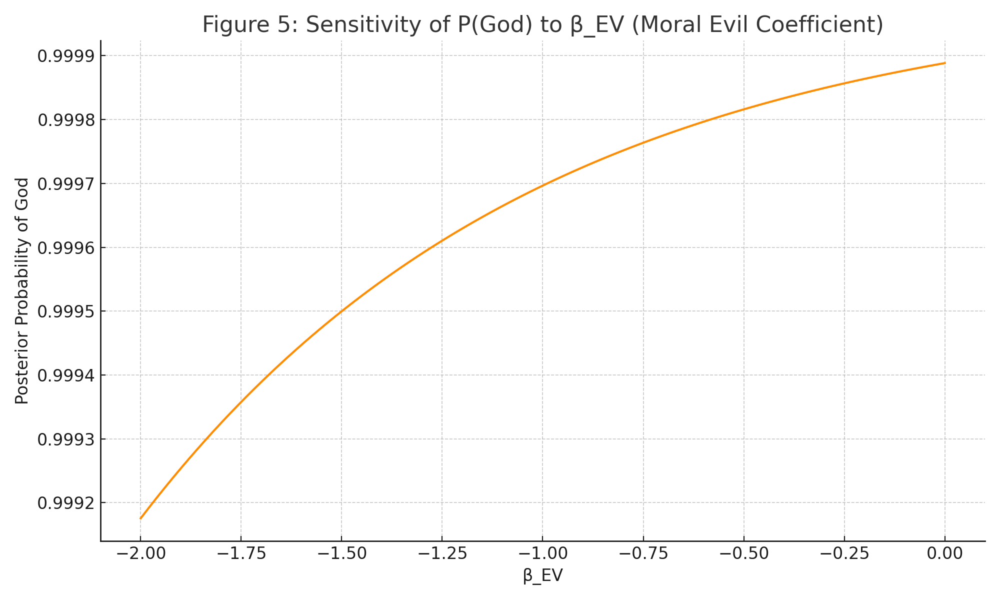 Figure 5: Sensitivity of P(God) to β_EV (Moral Evil Coefficient)
Posterior Probability of God
0.9999
0.9998
0.9997
0.9996
0.9995
0.9994
0.9993
0.9992
−2.00 −1.75 −1.50 −1.25 −1.00 −0.75 −0.50 −0.25 0.00
β_EV